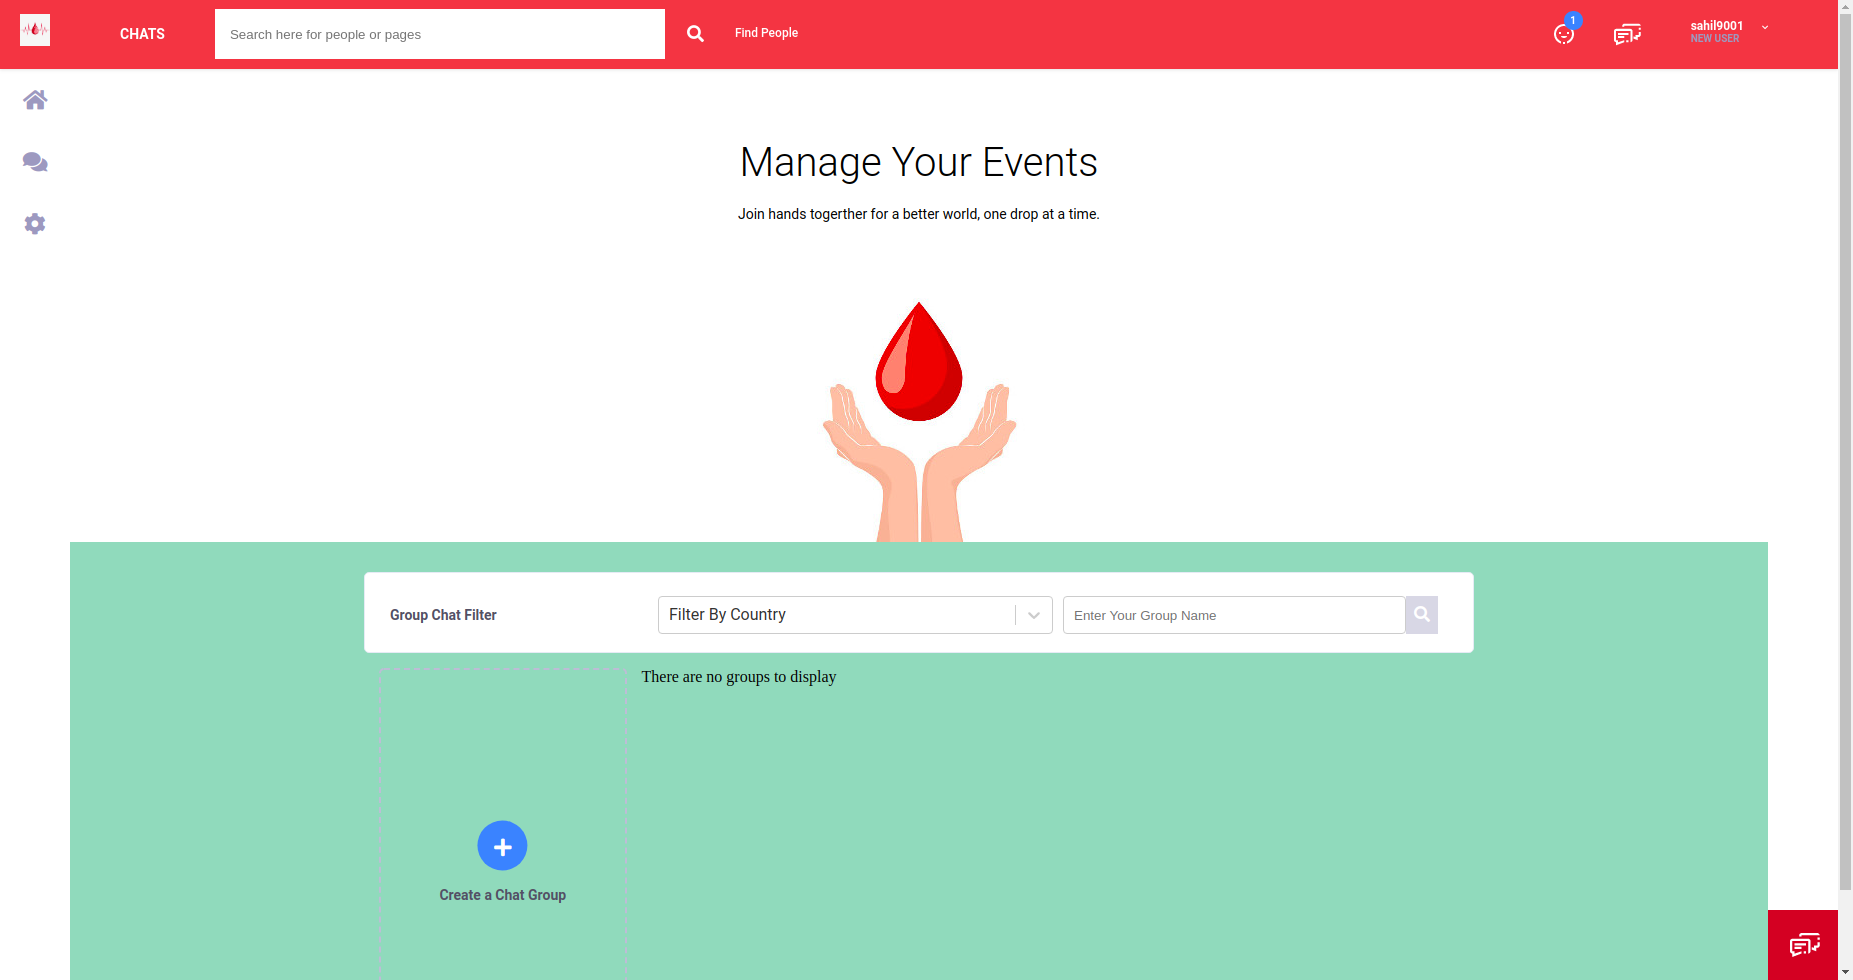 CHATS
Search here for people or pages
Find People
1
sahil9001
NEW USER
Manage Your Events
Join hands togerther for a better world, one drop at a time.
Group Chat Filter
Filter By Country
Enter Your Group Name
There are no groups to display
Create a Chat Group